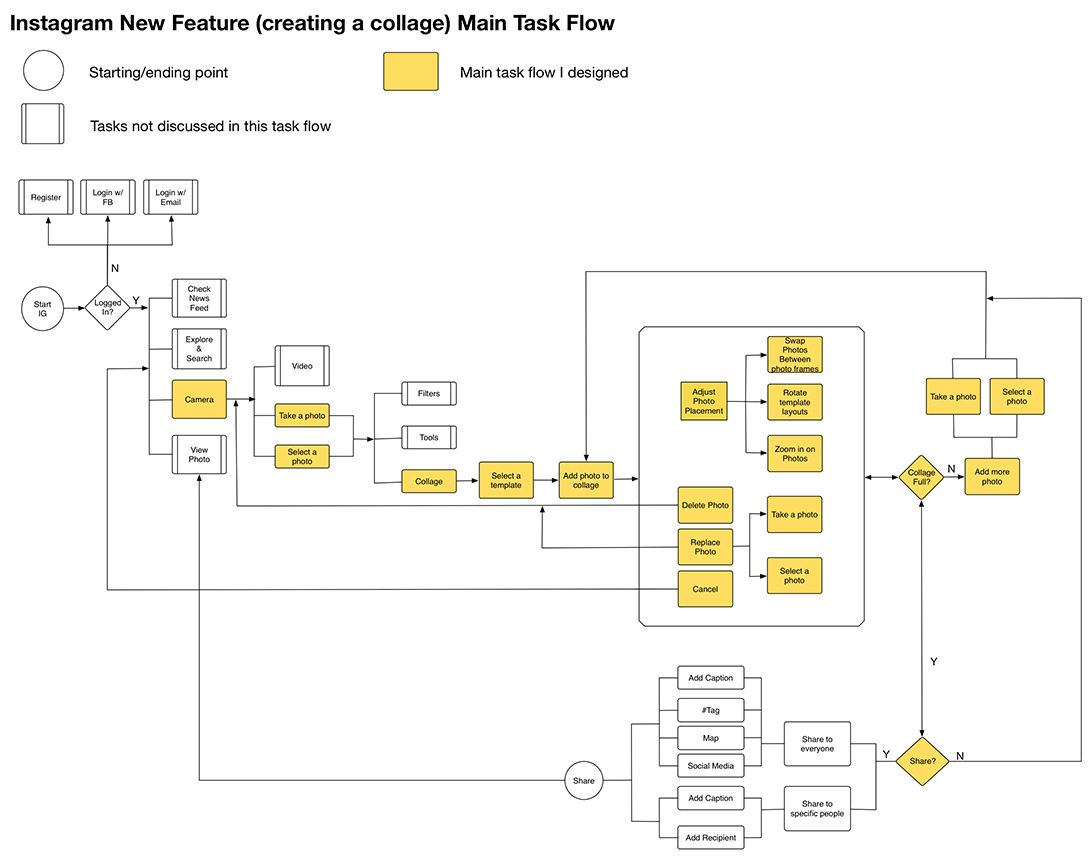 Instagram New Feature (creating a collage) Main Task Flow
Starting/ending point
Main task flow I designed
Tasks not discussed in this task flow
Register
Login w/
FB
Login w/
Email
N
Start
IG
Logged
In?
Y
Check
News
Feed
Explore
&
Search
Camera
View
Photo
Video
Take a photo
Select a
photo
Filters
Tools
Collage
Select a
template
Add photo to
collage
Adjust
Photo
Placement
Swap
Photos
Between
photo frames
Rotate
template
layouts
Zoom in on
Photos
Delete Photo
Replace
Photo
Cancel
Take a photo
Select a
photo
Collage
Full?
N
Add more
photo
Take a photo
Select a
photo
Y
Share?
N
Y
Share to
everyone
Share to
specific people
Add Caption
#Tag
Map
Social Media
Add Caption
Add Recipient
Share